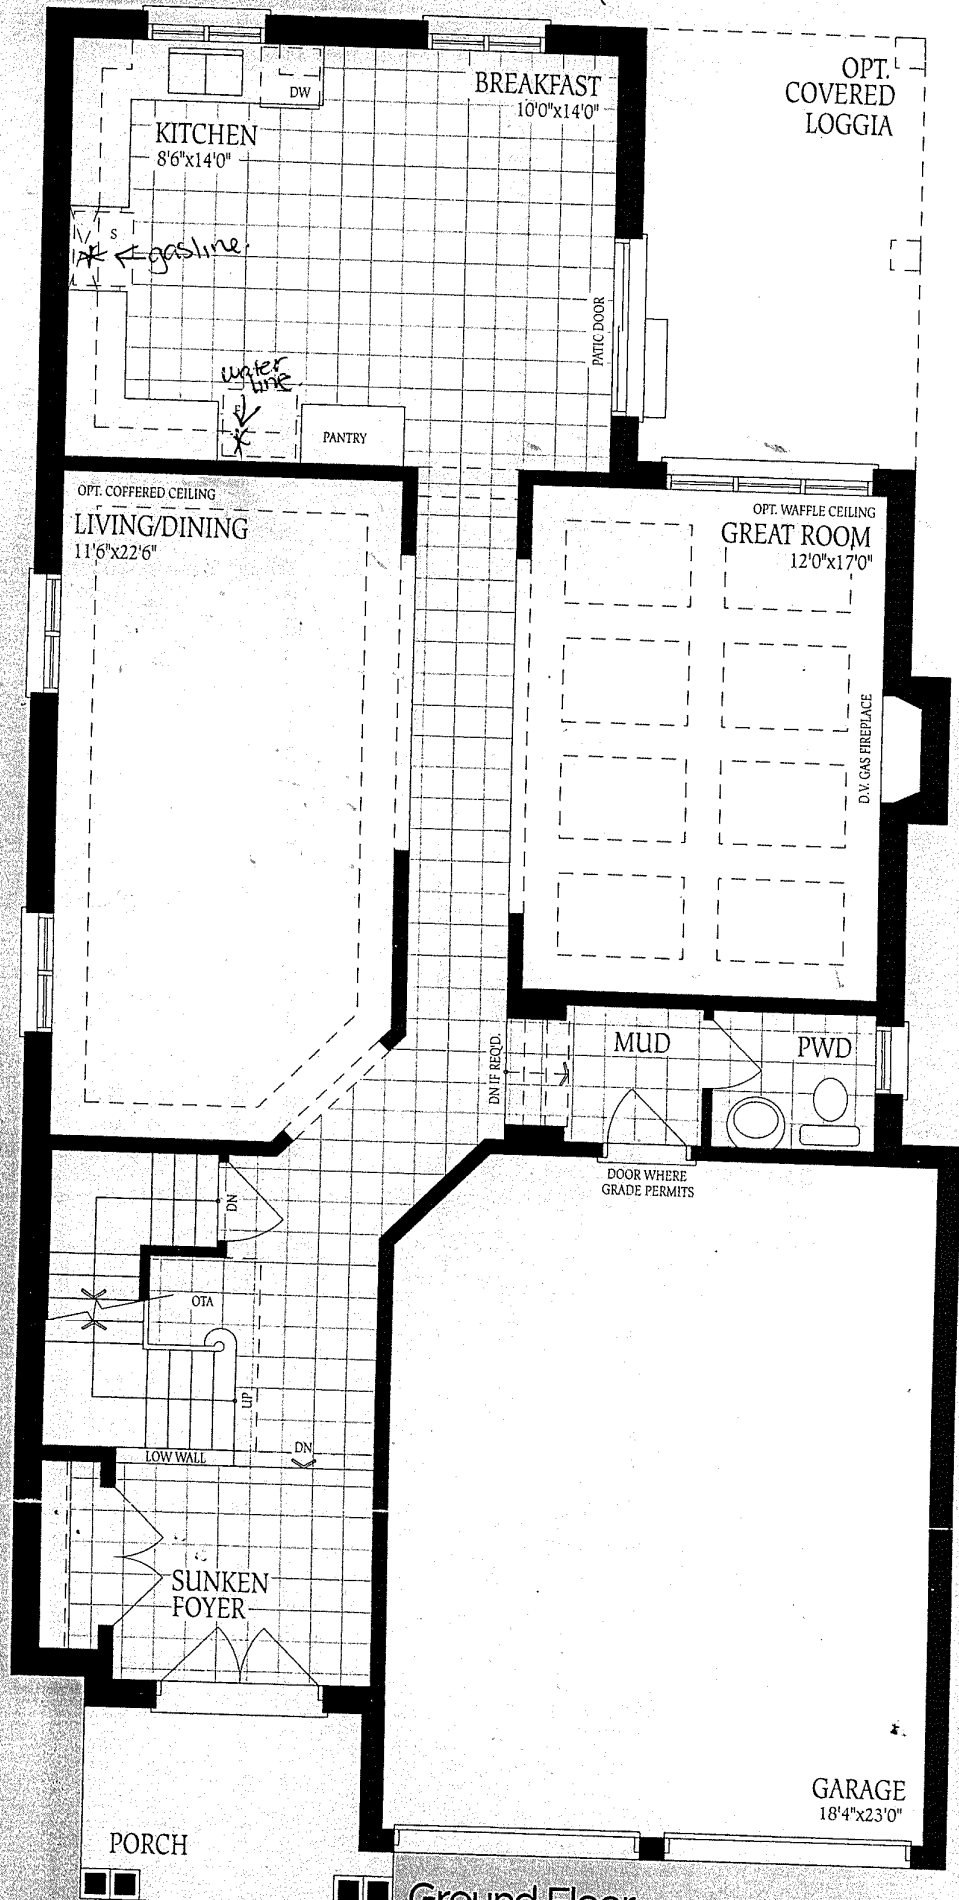 OPT.
COVERED
LOGGIA
BREAKFAST
10'0"x14'0"
DW
KITCHEN
8'6"x14'0"
S
←gasline.
PATIO DOOR
water
line
F
PANTRY
OPT. COFFERED CEILING
LIVING/DINING
11'6"x22'6"
OPT. WAFFLE CEILING
GREAT ROOM
12'0"x17'0"
D.V. GAS FIREPLACE
MUD
PWD
DN IF REQ'D.
DOOR WHERE
GRADE PERMITS
DN
OTA
UP
LOW WALL
DN
SUNKEN
FOYER
GARAGE
18'4"x23'0"
PORCH
Ground Floor